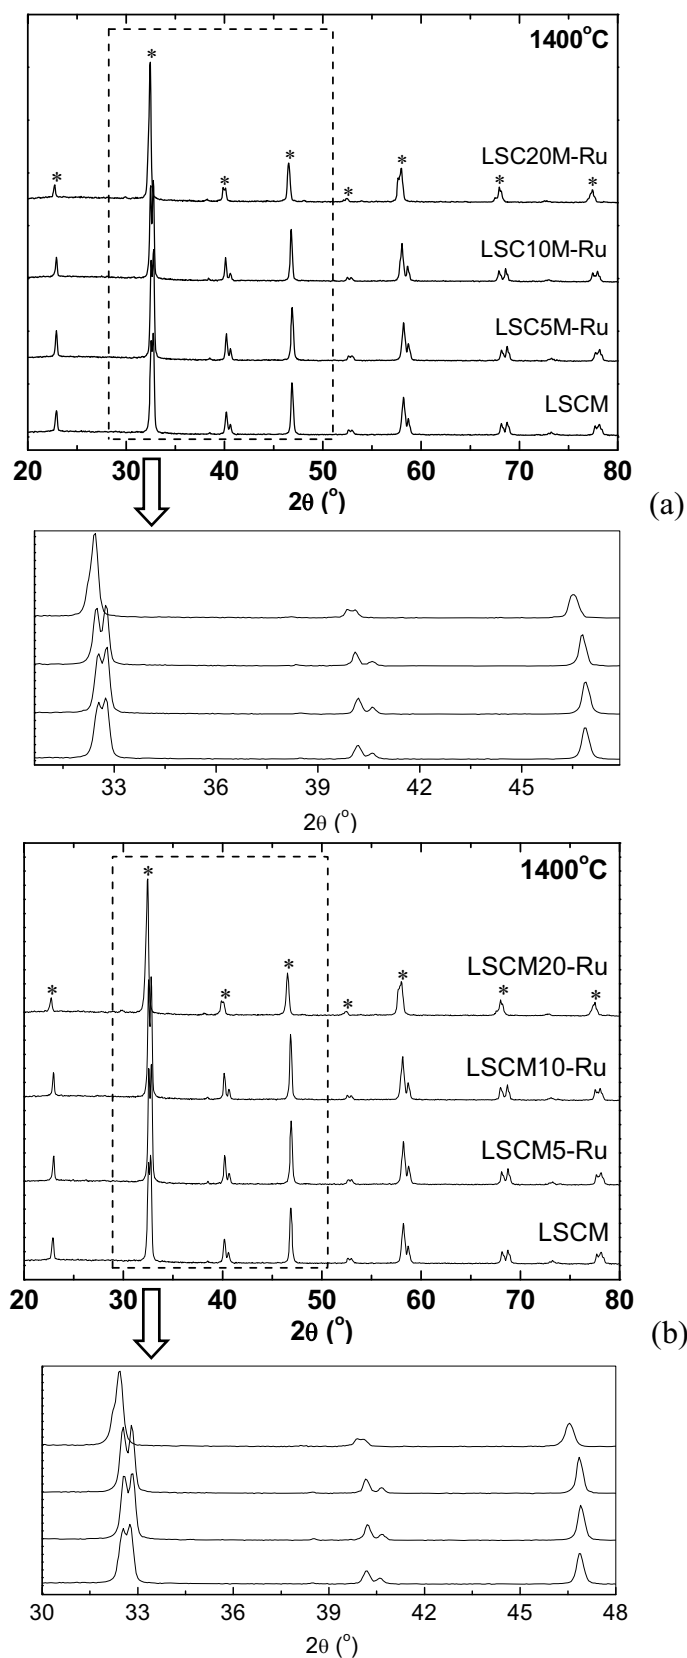 1400°C
*
* * * * * * *
LSC20M-Ru
LSC10M-Ru
LSC5M-Ru
LSCM
20 30 40 50 60 70 80
2θ (°)
(a)
33 36 39 42 45
2θ (°)
1400°C
*
* * * * * * *
LSCM20-Ru
LSCM10-Ru
LSCM5-Ru
LSCM
20 30 40 50 60 70 80
2θ (°)
(b)
30 33 36 39 42 45 48
2θ (°)